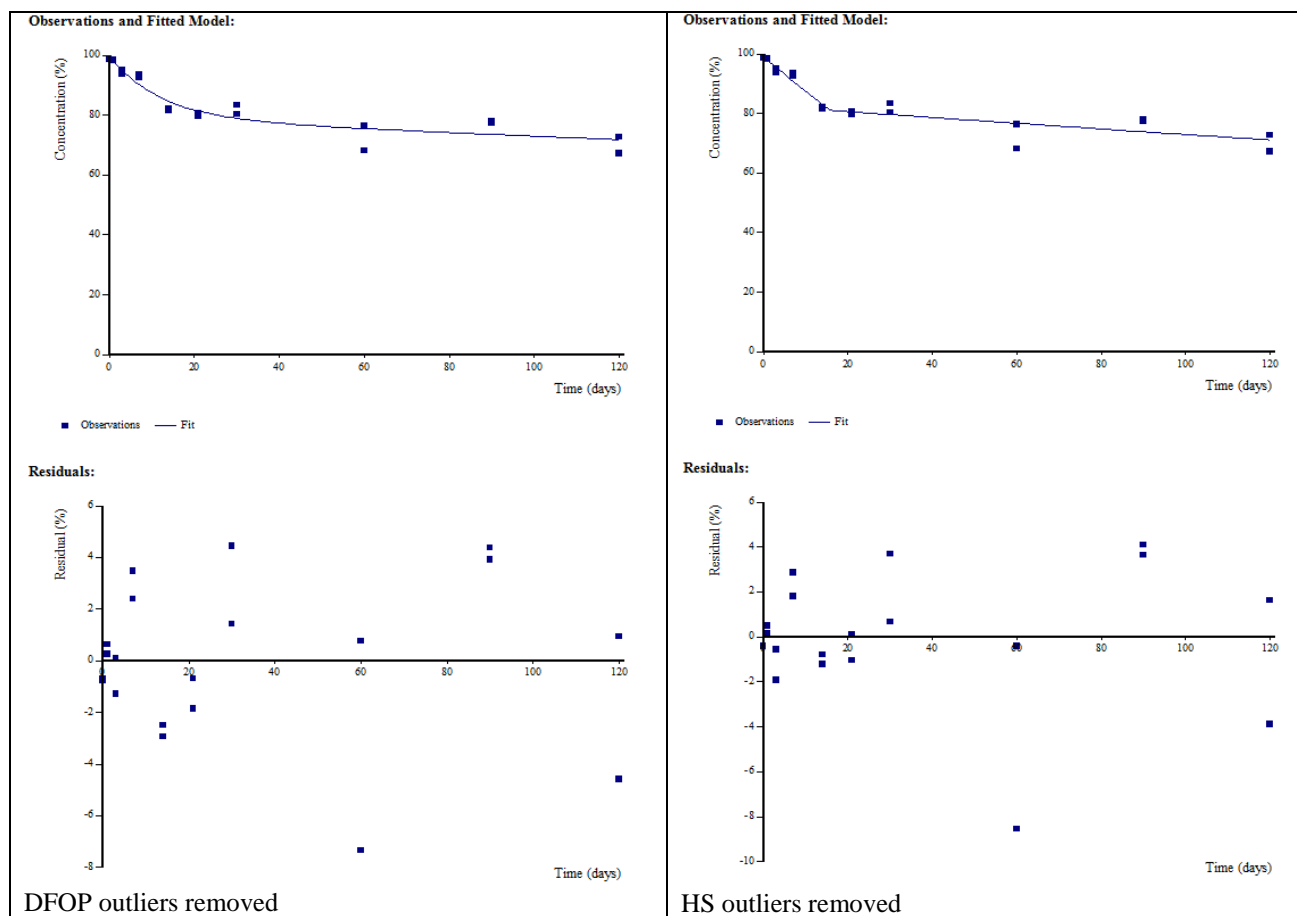 Observations and Fitted Model:
Concentration (%)
100
80
60
40
20
0
0 20 40 60 80 100 120
Time (days)
Observations Fit
Residuals:
Residual (%)
6
4
2
0
-2
-4
-6
-8
0 20 40 60 80 100 120
Time (days)
DFOP outliers removed
Observations and Fitted Model:
Concentration (%)
100
80
60
40
20
0
0 20 40 60 80 100 120
Time (days)
Observations Fit
Residuals:
Residual (%)
6
4
2
0
-2
-4
-6
-8
-10
0 20 40 60 80 100 120
Time (days)
HS outliers removed